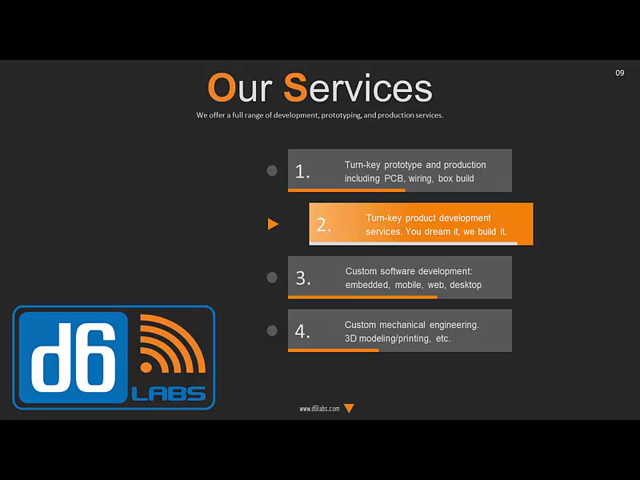 09
Our Services
We offer a full range of development, prototyping, and production services.
1.
Turn-key prototype and production
including PCB, wiring, box build
2.
Turn-key product development
services. You dream it, we build it.
3.
Custom software development:
embedded, mobile, web, desktop
4.
Custom mechanical engineering.
3D modeling/printing, etc.
d6
LABS
www.d6labs.com